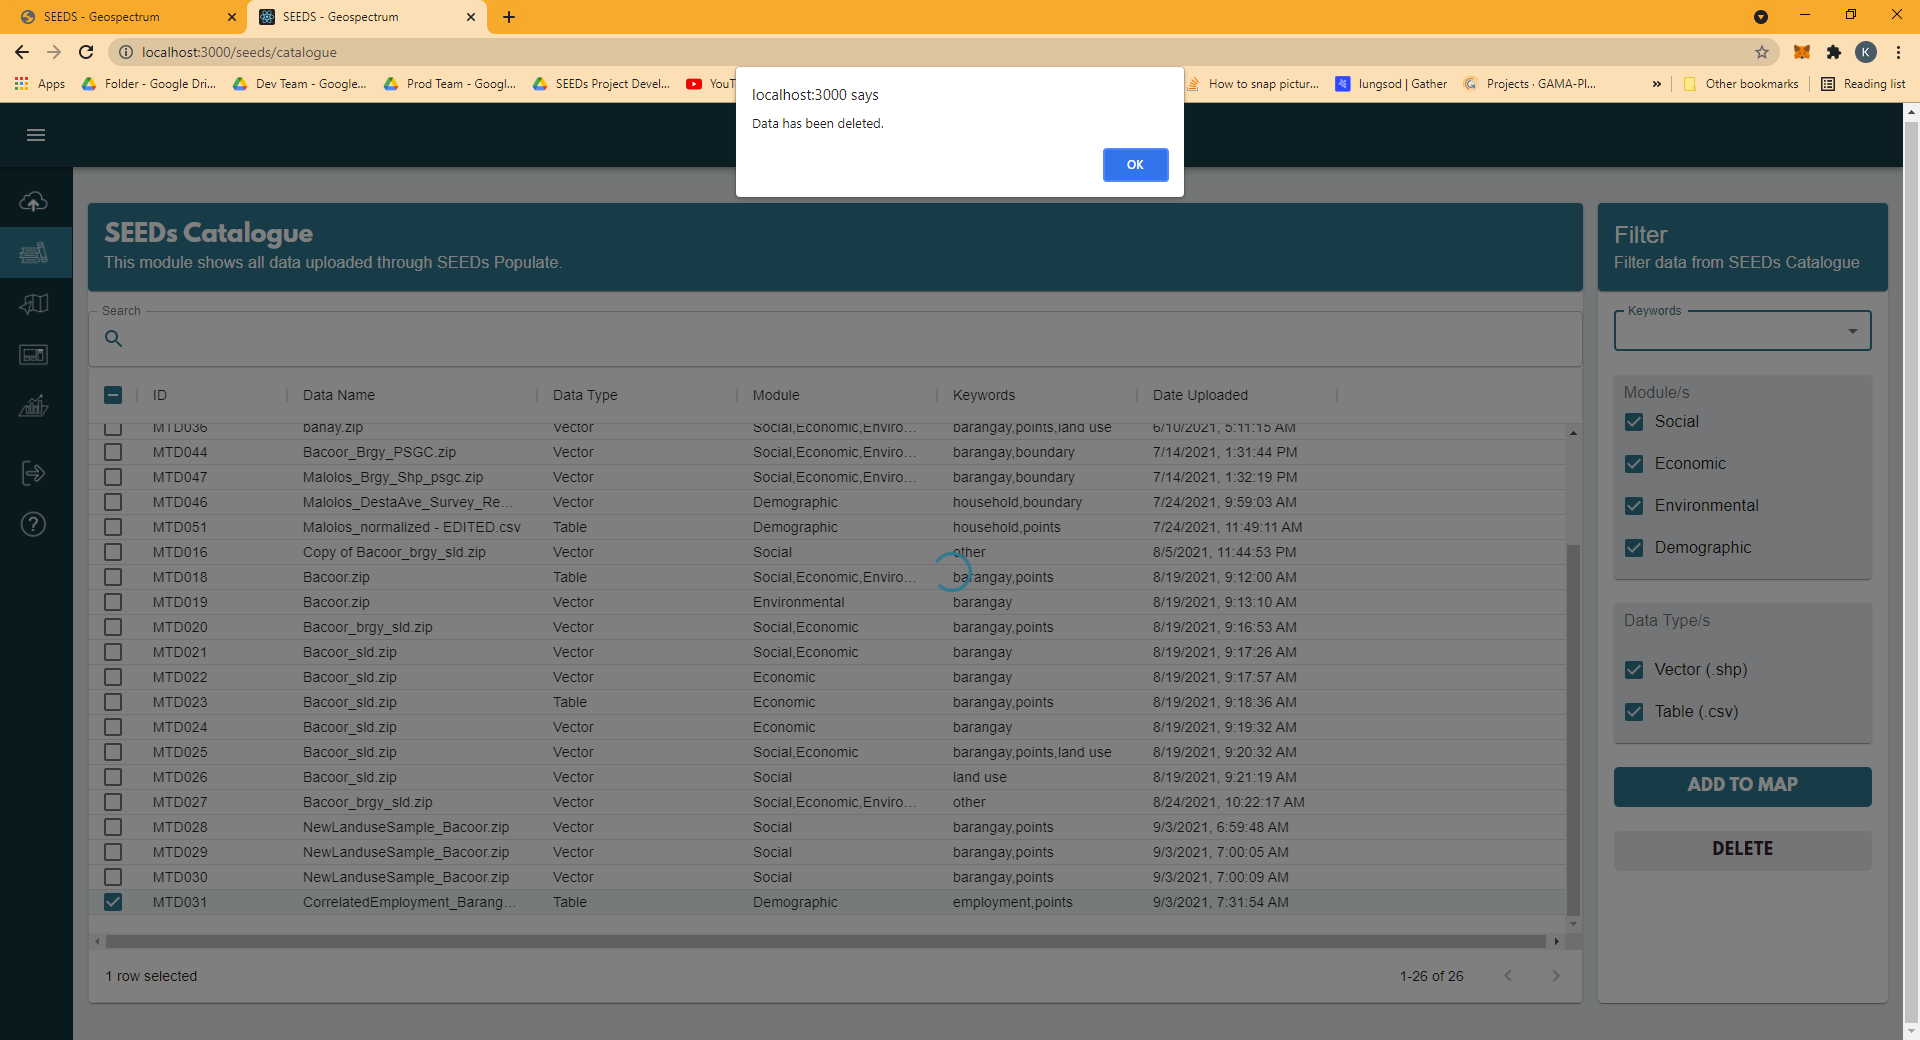 SEEDS - Geospectrum
SEEDS - Geospectrum
localhost:3000/seeds/catalogue
K
Apps
Folder - Google Dri...
Dev Team - Google...
Prod Team - Googl...
SEEDs Project Devel...
YouT
How to snap pictur...
lungsod | Gather
Projects · GAMA-Pl...
»
Other bookmarks
Reading list
localhost:3000 says
Data has been deleted.
OK
SEEDs Catalogue
This module shows all data uploaded through SEEDs Populate.
Search
ID Data Name Data Type Module Keywords Date Uploaded
MTD036 banay.zip Vector Social,Economic,Enviro... barangay,points,land use 6/10/2021, 5:11:15 AM
MTD044 Bacoor_Brgy_PSGC.zip Vector Social,Economic,Enviro... barangay,boundary 7/14/2021, 1:31:44 PM
MTD047 Malolos_Brgy_Shp_psgc.zip Vector Social,Economic,Enviro... barangay,boundary 7/14/2021, 1:32:19 PM
MTD046 Malolos_DestaAve_Survey_Re... Vector Demographic household,boundary 7/24/2021, 9:59:03 AM
MTD051 Malolos_normalized - EDITED.csv Table Demographic household,points 7/24/2021, 11:49:11 AM
MTD016 Copy of Bacoor_brgy_sld.zip Vector Social other 8/5/2021, 11:44:53 PM
MTD018 Bacoor.zip Table Social,Economic,Enviro... barangay,points 8/19/2021, 9:12:00 AM
MTD019 Bacoor.zip Vector Environmental barangay 8/19/2021, 9:13:10 AM
MTD020 Bacoor_brgy_sld.zip Vector Social,Economic barangay,points 8/19/2021, 9:16:53 AM
MTD021 Bacoor_sld.zip Vector Social,Economic barangay 8/19/2021, 9:17:26 AM
MTD022 Bacoor_sld.zip Vector Economic barangay 8/19/2021, 9:17:57 AM
MTD023 Bacoor_sld.zip Table Economic barangay,points 8/19/2021, 9:18:36 AM
MTD024 Bacoor_sld.zip Vector Economic barangay 8/19/2021, 9:19:32 AM
MTD025 Bacoor_sld.zip Vector Social,Economic barangay,points,land use 8/19/2021, 9:20:32 AM
MTD026 Bacoor_sld.zip Vector Social land use 8/19/2021, 9:21:19 AM
MTD027 Bacoor_brgy_sld.zip Vector Social,Economic,Enviro... other 8/24/2021, 10:22:17 AM
MTD028 NewLanduseSample_Bacoor.zip Vector Social barangay,points 9/3/2021, 6:59:48 AM
MTD029 NewLanduseSample_Bacoor.zip Vector Social barangay,points 9/3/2021, 7:00:05 AM
MTD030 NewLanduseSample_Bacoor.zip Vector Social barangay,points 9/3/2021, 7:00:09 AM
MTD031 CorrelatedEmployment_Barang... Table Demographic employment,points 9/3/2021, 7:31:54 AM
1 row selected
1-26 of 26
Filter
Filter data from SEEDs Catalogue
Keywords
Module/s
Social
Economic
Environmental
Demographic
Data Type/s
Vector (.shp)
Table (.csv)
ADD TO MAP
DELETE